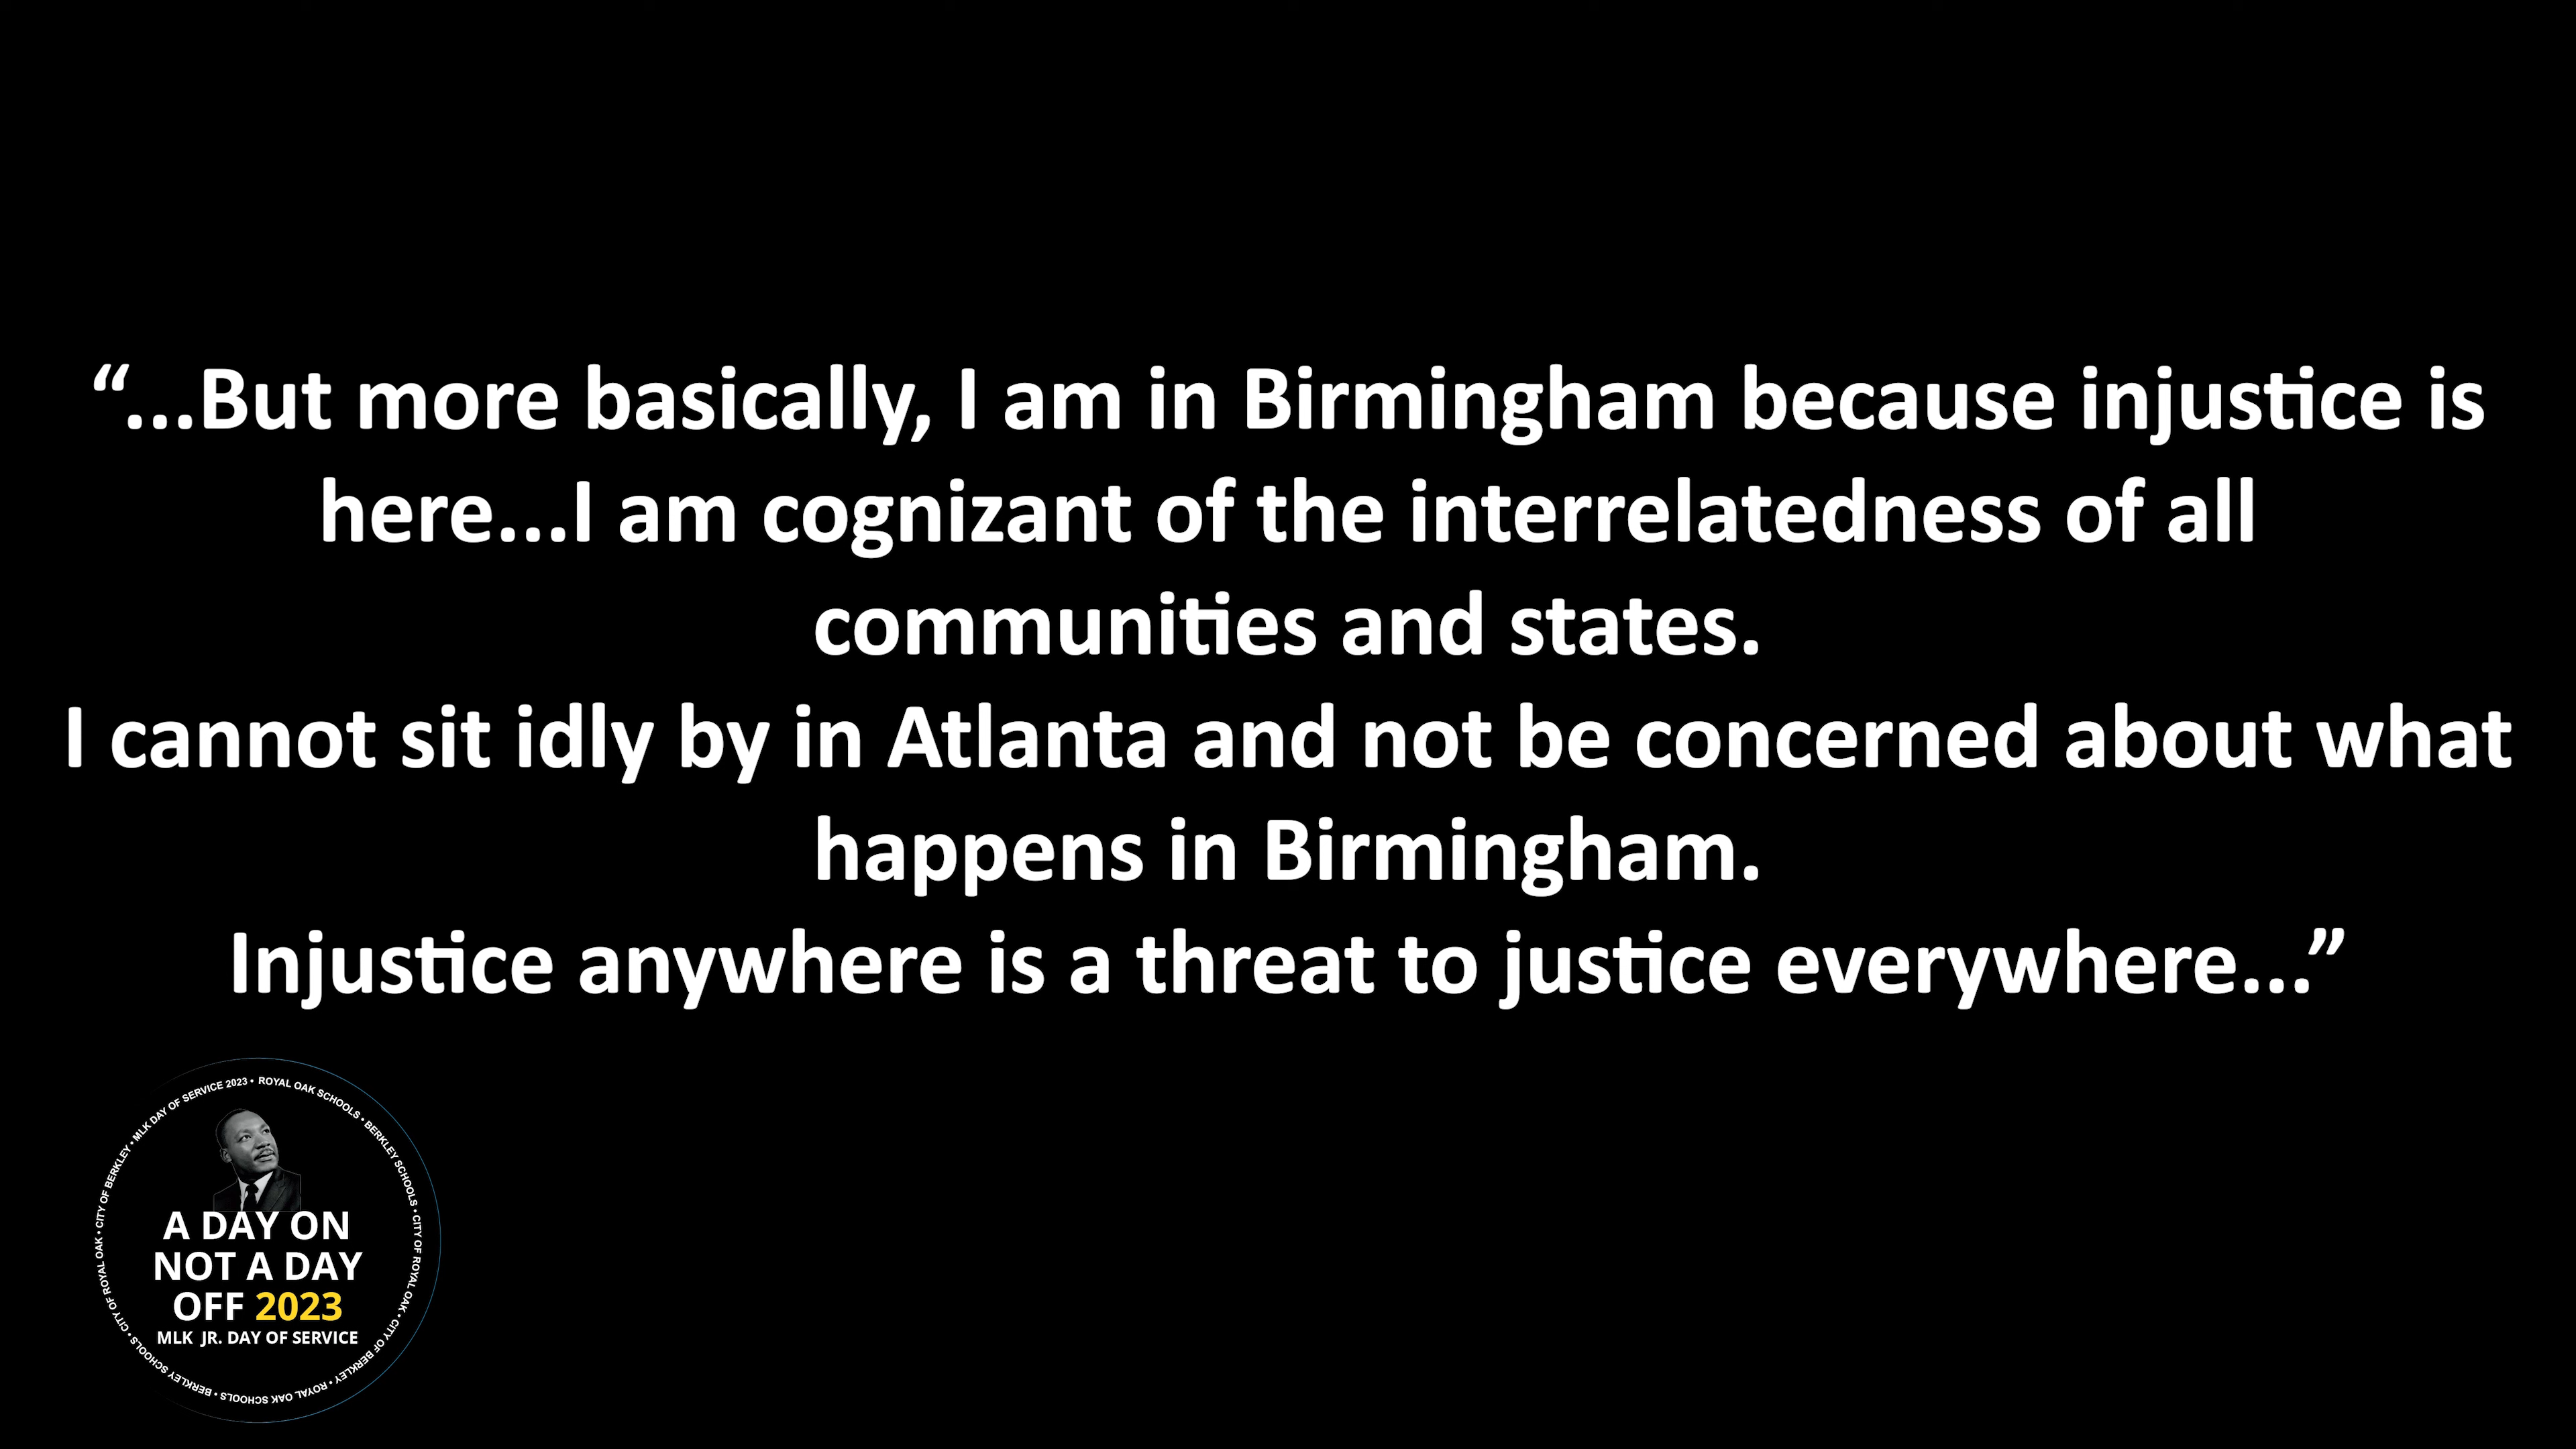 “...But more basically, I am in Birmingham because injustice is
here...I am cognizant of the interrelatedness of all
communities and states.
I cannot sit idly by in Atlanta and not be concerned about what
happens in Birmingham.
Injustice anywhere is a threat to justice everywhere...”
MLK DAY OF SERVICE 2023 • ROYAL OAK SCHOOLS • BERKLEY SCHOOLS • CITY OF ROYAL OAK • CITY OF BERKLEY • ROYAL OAK SCHOOLS • BERKLEY SCHOOLS • CITY OF ROYAL OAK • CITY OF BERKLEY •
A DAY ON
NOT A DAY
OFF 2023
MLK JR. DAY OF SERVICE